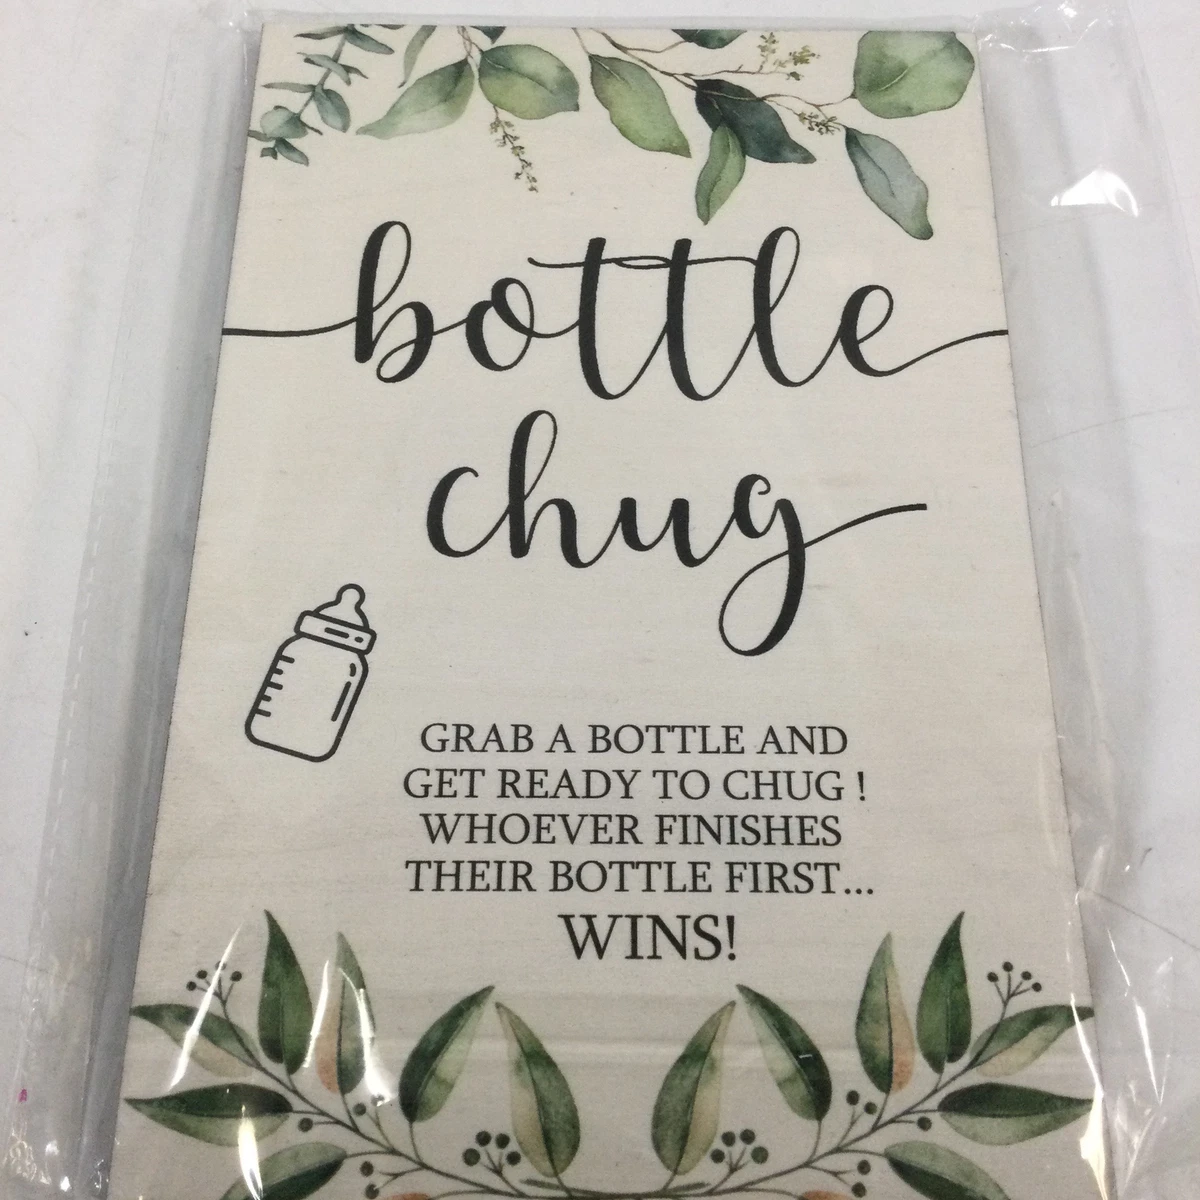 bottle
chug
GRAB A BOTTLE AND
GET READY TO CHUG !
WHOEVER FINISHES
THEIR BOTTLE FIRST...
WINS!